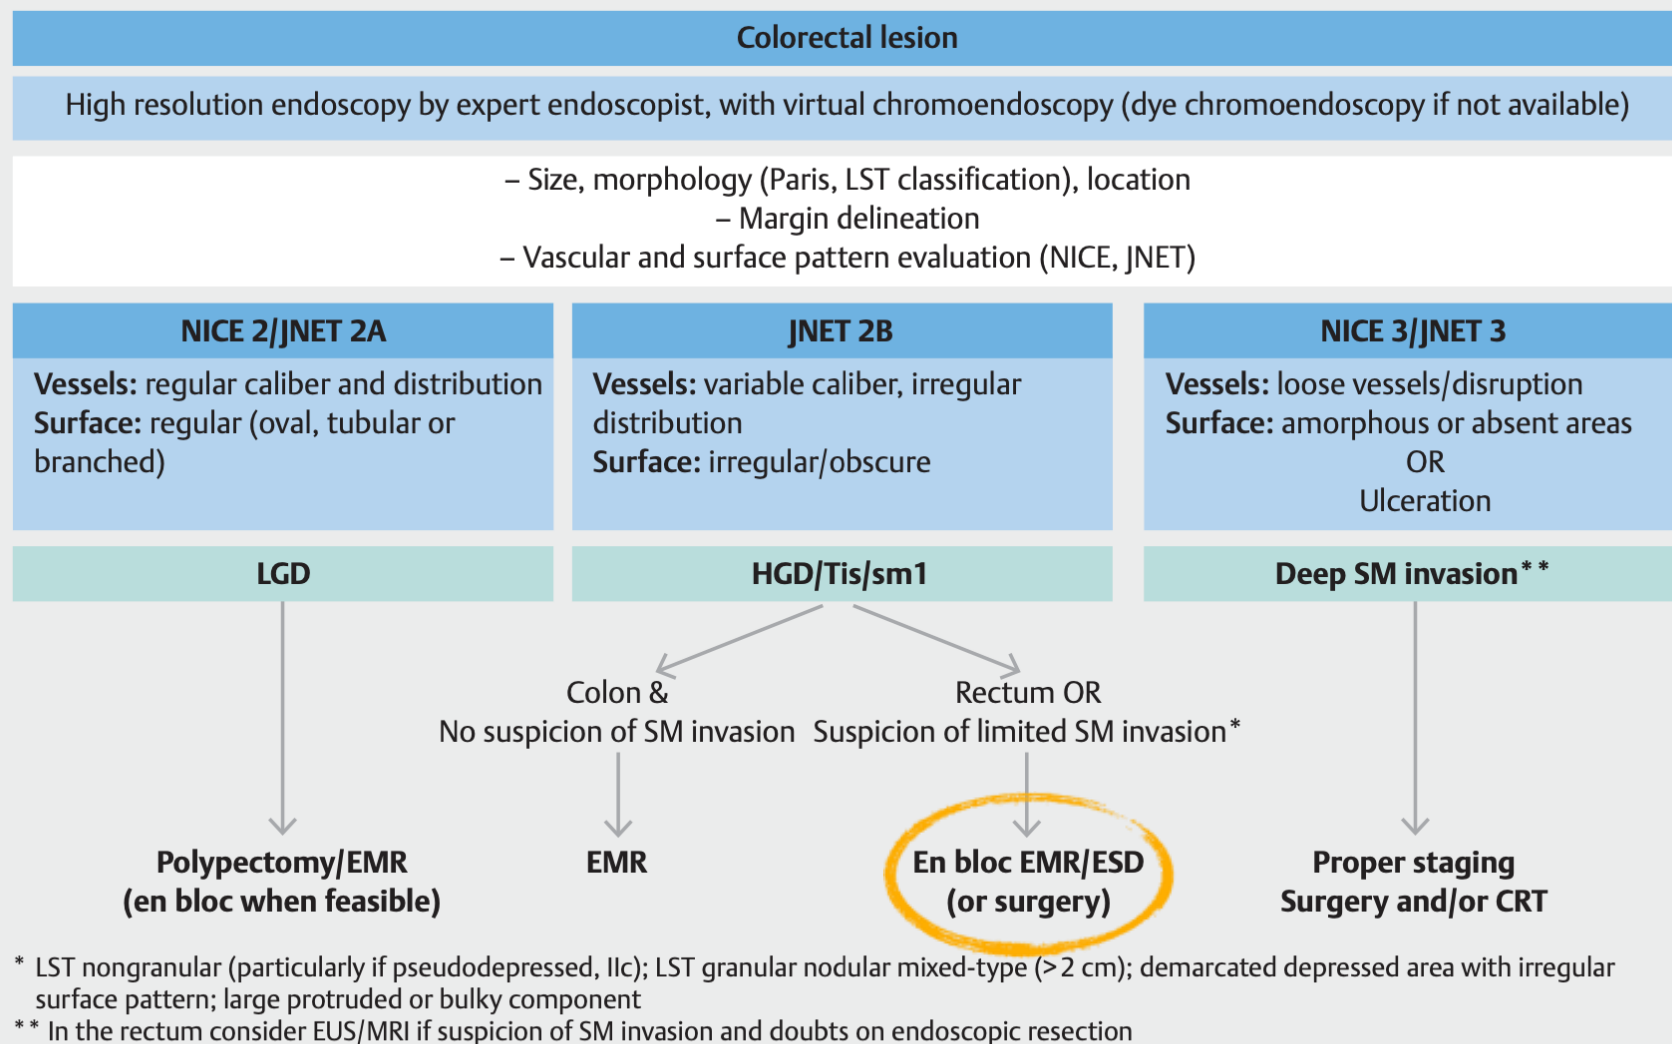 Colorectal lesion
High resolution endoscopy by expert endoscopist, with virtual chromoendoscopy (dye chromoendoscopy if not available)
– Size, morphology (Paris, LST classification), location
– Margin delineation
– Vascular and surface pattern evaluation (NICE, JNET)
NICE 2/JNET 2A
Vessels: regular caliber and distribution
Surface: regular (oval, tubular or
branched)
JNET 2B
Vessels: variable caliber, irregular
distribution
Surface: irregular/obscure
NICE 3/JNET 3
Vessels: loose vessels/disruption
Surface: amorphous or absent areas
OR
Ulceration
LGD
HGD/Tis/sm1
Deep SM invasion**
Colon &
No suspicion of SM invasion
Rectum OR
Suspicion of limited SM invasion*
Polypectomy/EMR
(en bloc when feasible)
EMR
En bloc EMR/ESD
(or surgery)
Proper staging
Surgery and/or CRT
* LST nongranular (particularly if pseudodepressed, IIc); LST granular nodular mixed-type (>2 cm); demarcated depressed area with irregular
surface pattern; large protruded or bulky component
** In the rectum consider EUS/MRI if suspicion of SM invasion and doubts on endoscopic resection